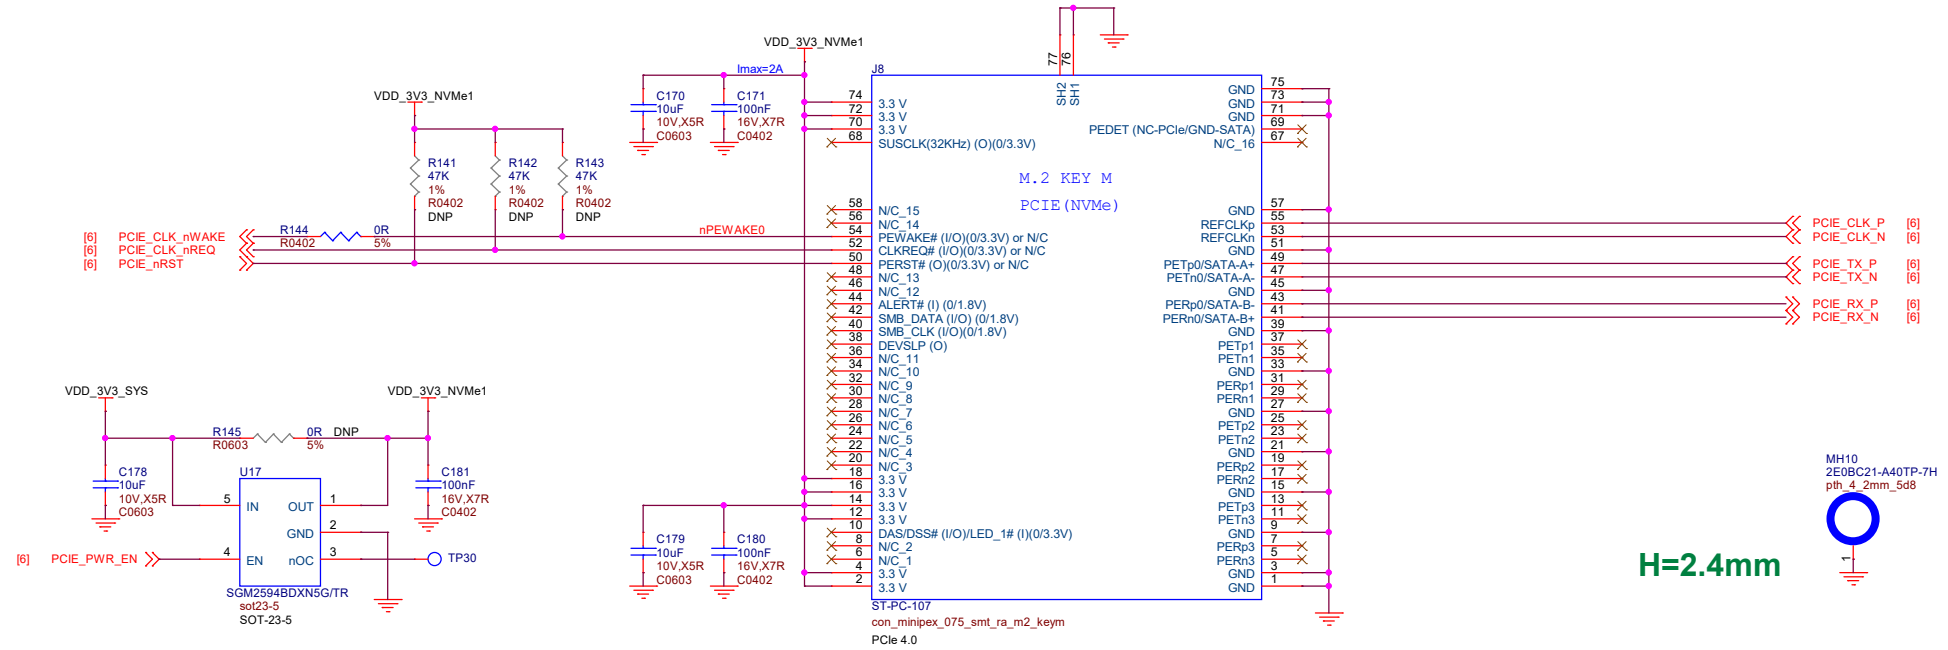 VDD_3V3_NVMe1
Imax=2A
C170
10uF
10V,X5R
C0603
C171
100nF
16V,X7R
C0402
VDD_3V3_NVMe1
R141
47K
1%
R0402
DNP
R142
47K
1%
R0402
DNP
R143
47K
1%
R0402
DNP
[6] PCIE_CLK_nWAKE
[6] PCIE_CLK_nREQ
[6] PCIE_nRST
R144 0R
R0402 5%
nPEWAKE0
J8
77 76
SH2 SH1
M.2 KEY M
PCIE(NVMe)
74 3.3 V
72 3.3 V
70 3.3 V
68 SUSCLK(32KHz) (O)(0/3.3V)
58 N/C_15
56 N/C_14
54 PEWAKE# (I/O)(0/3.3V) or N/C
52 CLKREQ# (I/O)(0/3.3V) or N/C
50 PERST# (O)(0/3.3V) or N/C
48 N/C_13
46 N/C_12
44 ALERT# (I) (0/1.8V)
42 SMB_DATA (I/O) (0/1.8V)
40 SMB_CLK (I/O)(0/1.8V)
38 DEVSLP (O)
36 N/C_11
34 N/C_10
32 N/C_9
30 N/C_8
28 N/C_7
26 N/C_6
24 N/C_5
22 N/C_4
20 N/C_3
18 3.3 V
16 3.3 V
14 3.3 V
12 3.3 V
10 DAS/DSS# (I/O)/LED_1# (I)(0/3.3V)
8 N/C_2
6 N/C_1
4 3.3 V
2 3.3 V
GND 75
GND 73
GND 71
PEDET (NC-PCIe/GND-SATA) 69
N/C_16 67
GND 57
REFCLKp 55
REFCLKn 53
GND 51
PETp0/SATA-A+ 49
PETn0/SATA-A- 47
GND 45
PERp0/SATA-B- 43
PERn0/SATA-B+ 41
GND 39
PETp1 37
PETn1 35
GND 33
PERp1 31
PERn1 29
GND 27
PETp2 25
PETn2 23
GND 21
PERp2 19
PERn2 17
GND 15
PETp3 13
PETn3 11
GND 9
PERp3 7
PERn3 5
GND 3
GND 1
ST-PC-107
con_minipex_075_smt_ra_m2_keym
PCIe 4.0
PCIE_CLK_P [6]
PCIE_CLK_N [6]
PCIE_TX_P [6]
PCIE_TX_N [6]
PCIE_RX_P [6]
PCIE_RX_N [6]
VDD_3V3_SYS
VDD_3V3_NVMe1
R145 0R DNP
R0603 5%
C178
10uF
10V,X5R
C0603
U17
5 IN
OUT 1
GND 2
4 EN
nOC 3
SGM2594BDXN5G/TR
sot23-5
SOT-23-5
C181
100nF
16V,X7R
C0402
[6] PCIE_PWR_EN
TP30
C179
10uF
10V,X5R
C0603
C180
100nF
16V,X7R
C0402
MH10
2E0BC21-A40TP-7H
pth_4_2mm_5d8
1
H=2.4mm